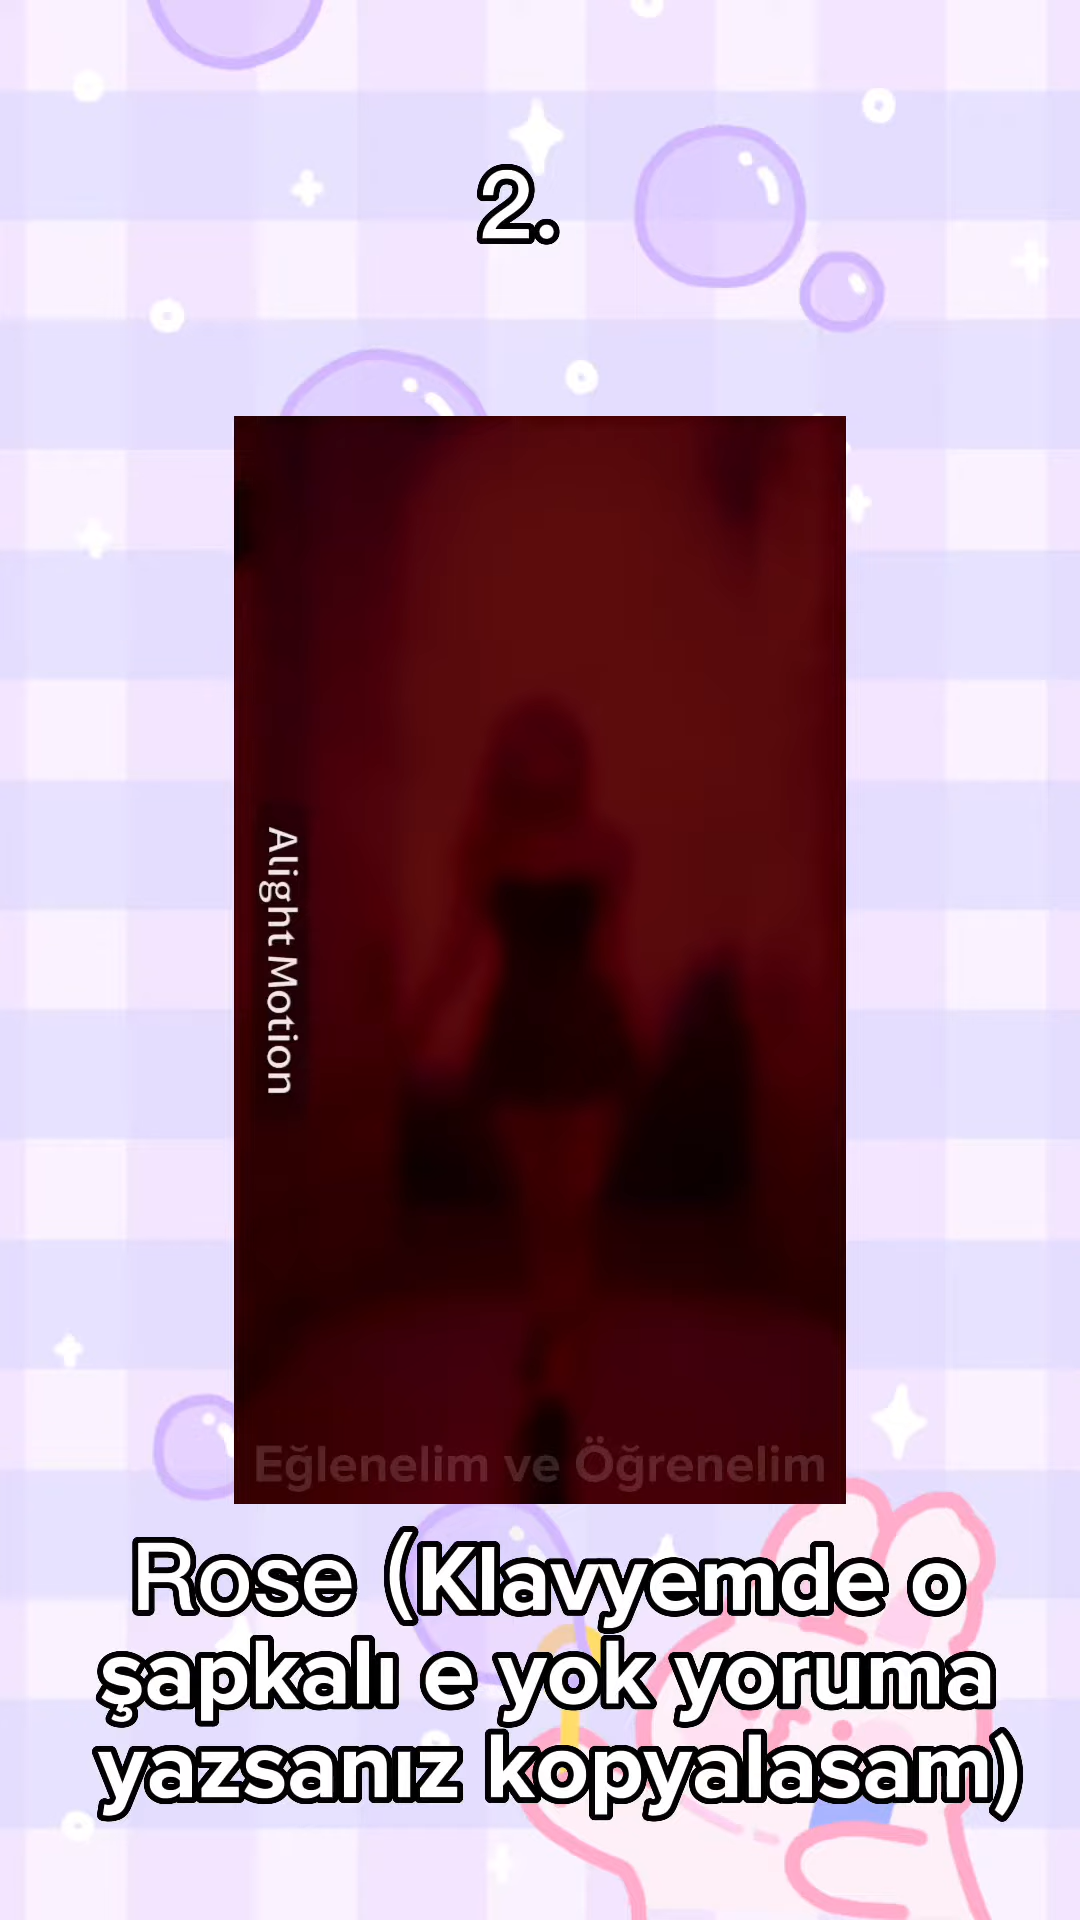 2.
Alight Motion
Eğlenelim ve Öğrenelim
Rose (Klavyemde o
şapkalı e yok yoruma
yazsanız kopyalasam)